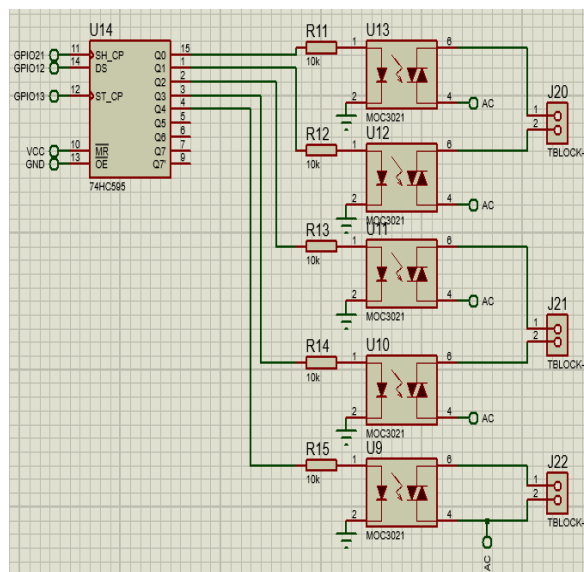 U14
GPIO21 11 SH_CP Q0 15
GPIO12 14 DS Q1 1
Q2 2
GPIO13 12 ST_CP Q3 3
Q4 4
Q5 5
Q6 6
VCC 10 MR Q7 7
GND 13 OE Q7' 9
74HC595
R11
10k
U13
1 6
2 4
AC
MOC3021
J20
1
2
TBLOCK-
R12
10k
U12
1 6
2 4
AC
MOC3021
R13
10k
U11
1 6
2 4
AC
MOC3021
J21
1
2
TBLOCK-
R14
10k
U10
1 6
2 4
AC
MOC3021
R15
10k
U9
1 6
2 4
MOC3021
J22
1
2
TBLOCK-
AC